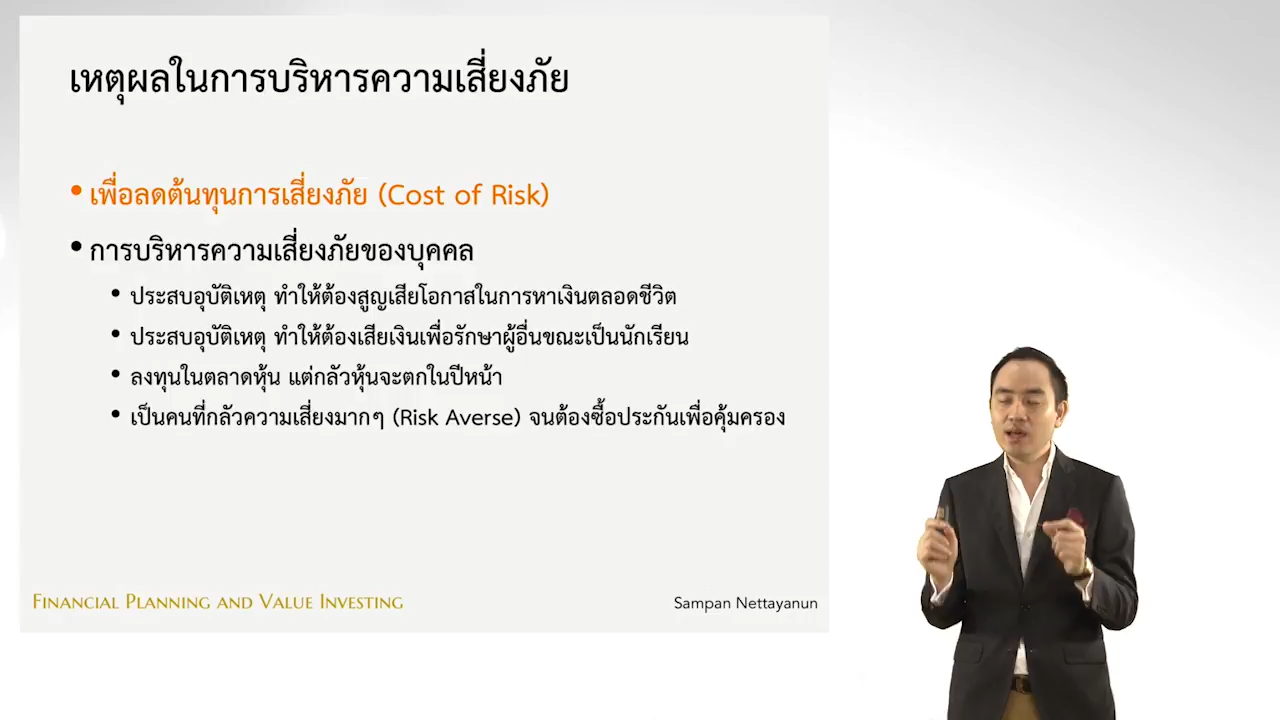 เหตุผลในการบริหารความเสี่ยงภัย
• เพื่อลดต้นทุนการเสี่ยงภัย (Cost of Risk)
• การบริหารความเสี่ยงภัยของบุคคล
• ประสบอุบัติเหตุ ทำให้ต้องสูญเสียโอกาสในการหาเงินตลอดชีวิต
• ประสบอุบัติเหตุ ทำให้ต้องเสียเงินเพื่อรักษาผู้อื่นขณะเป็นนักเรียน
• ลงทุนในตลาดหุ้น แต่กลัวหุ้นจะตกในปีหน้า
• เป็นคนที่กลัวความเสี่ยงมากๆ (Risk Averse) จนต้องซื้อประกันเพื่อคุ้มครอง
FINANCIAL PLANNING AND VALUE INVESTING
Sampan Nettayanun